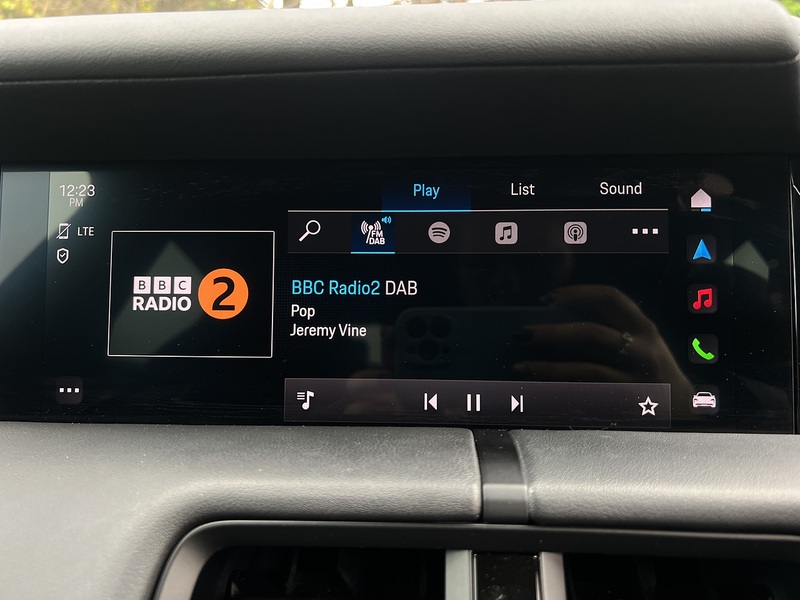 12:23
PM
LTE
Play
List
Sound
FM
DAB
BBC
RADIO 2
BBC Radio2 DAB
Pop
Jeremy Vine